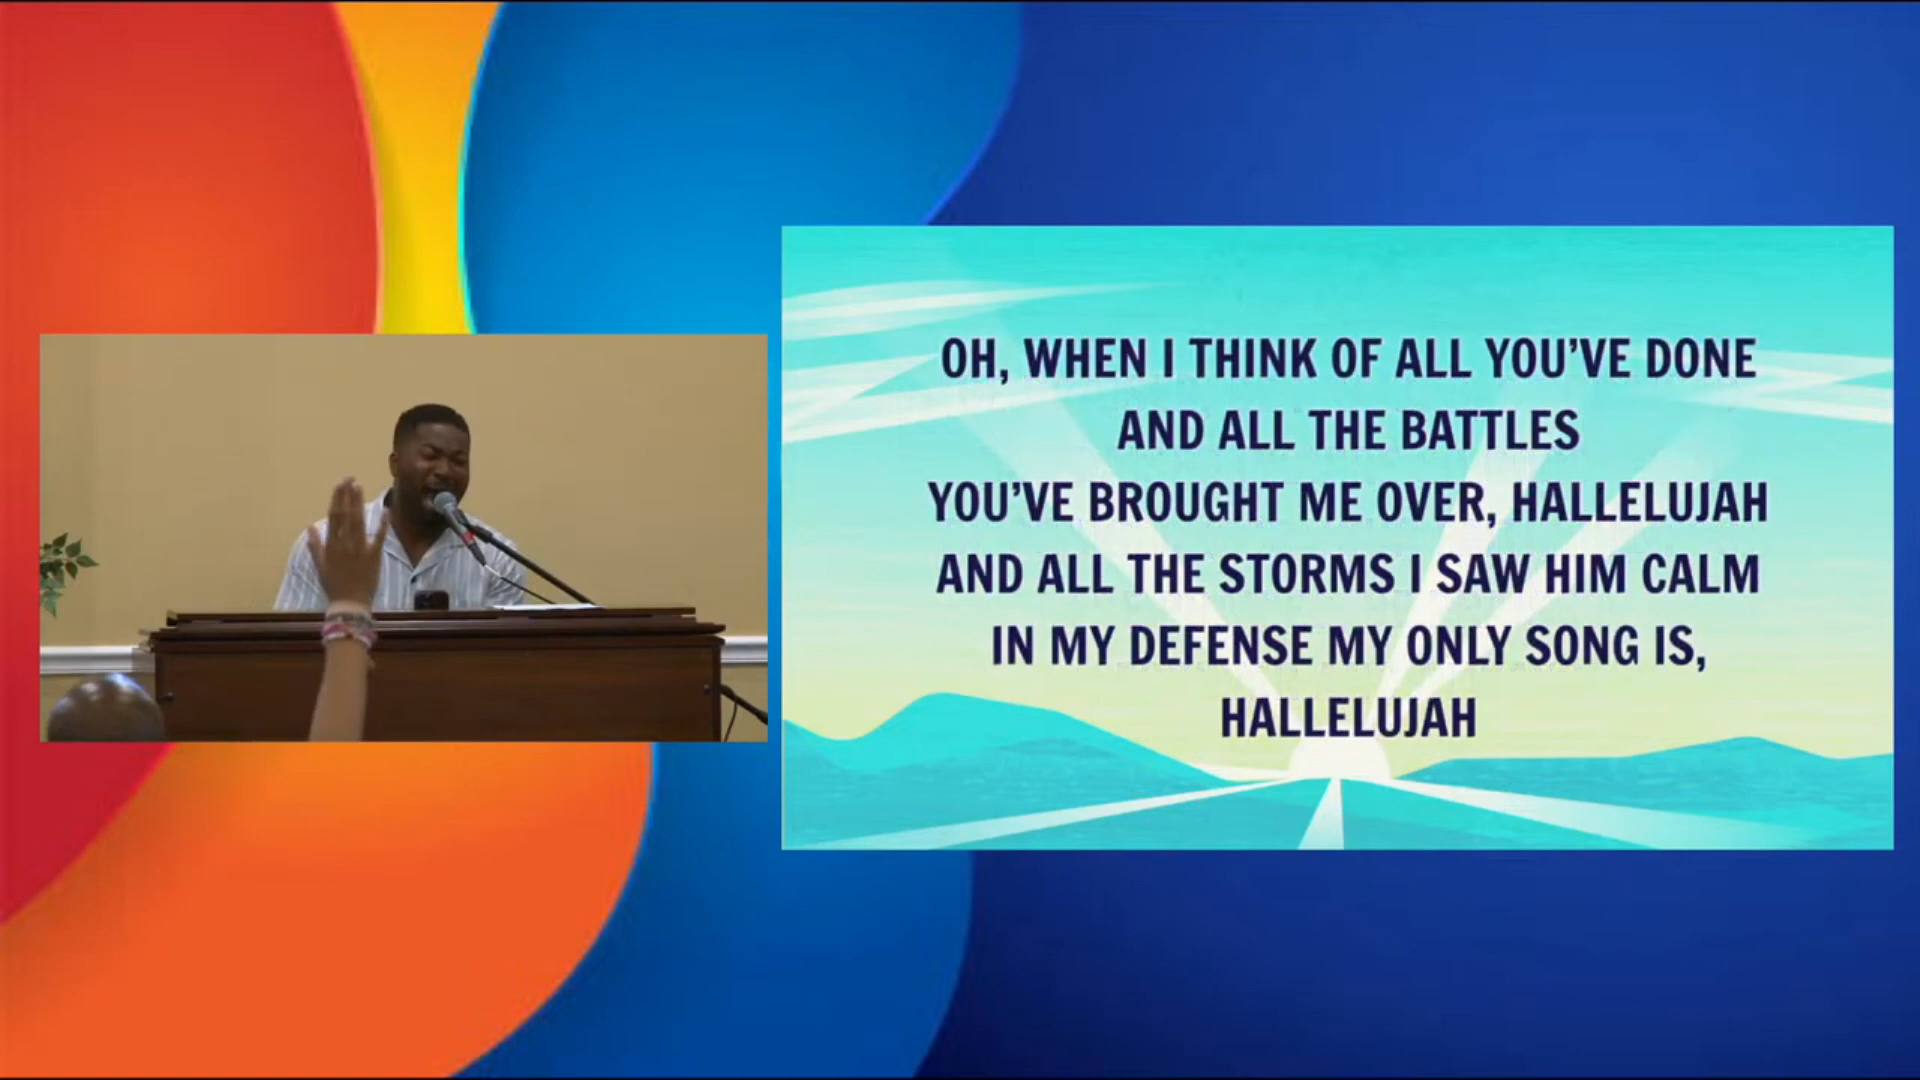 OH, WHEN I THINK OF ALL YOU’VE DONE
AND ALL THE BATTLES
YOU’VE BROUGHT ME OVER, HALLELUJAH
AND ALL THE STORMS I SAW HIM CALM
IN MY DEFENSE MY ONLY SONG IS,
HALLELUJAH